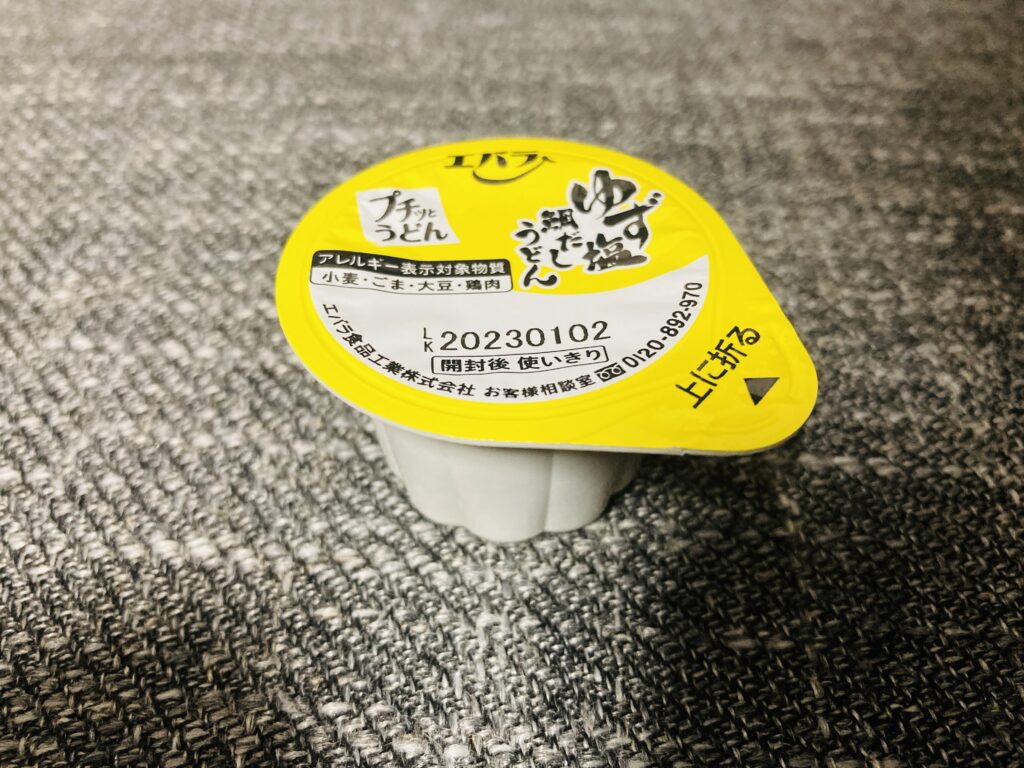 エバラ
プチッと
うどん
ゆず塩
鯛だし
うどん
アレルギー表示対象物質
小麦・ごま・大豆・鶏肉
LK 20230102
開封後 使いきり
エバラ食品工業株式会社 お客様相談室 0120-892-970
上に折る